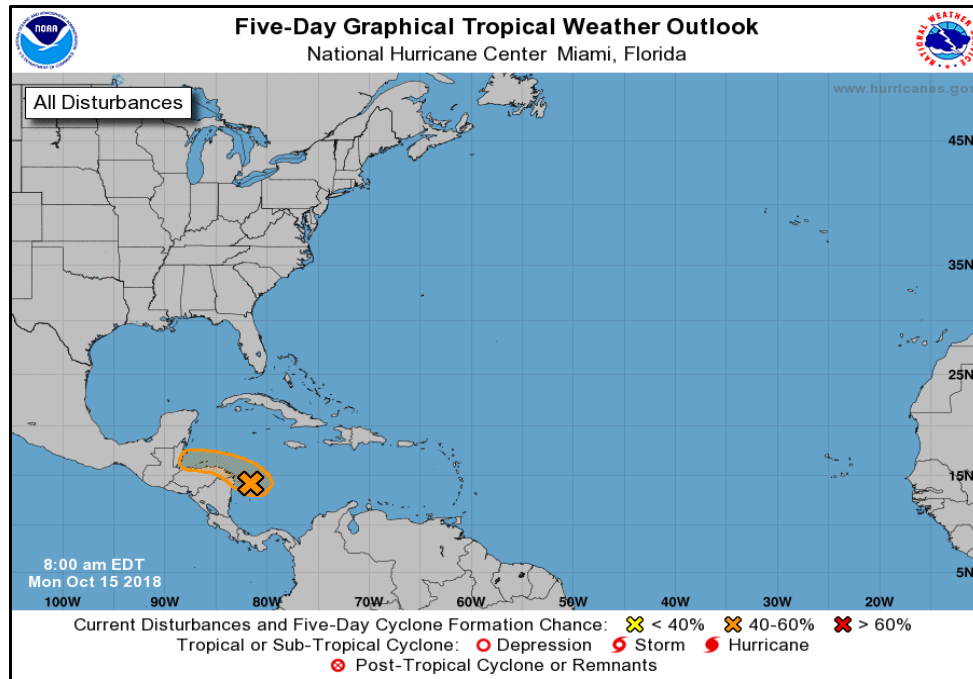 Five-Day Graphical Tropical Weather Outlook
National Hurricane Center Miami, Florida
NOAA
All Disturbances
www.hurricanes.gov
45N
35N
25N
15N
5N
8:00 am EDT
Mon Oct 15 2018
100W 90W 80W 70W 60W 50W 40W 30W 20W
Current Disturbances and Five-Day Cyclone Formation Chance: < 40% 40-60% > 60%
Tropical or Sub-Tropical Cyclone: Depression Storm Hurricane
Post-Tropical Cyclone or Remnants